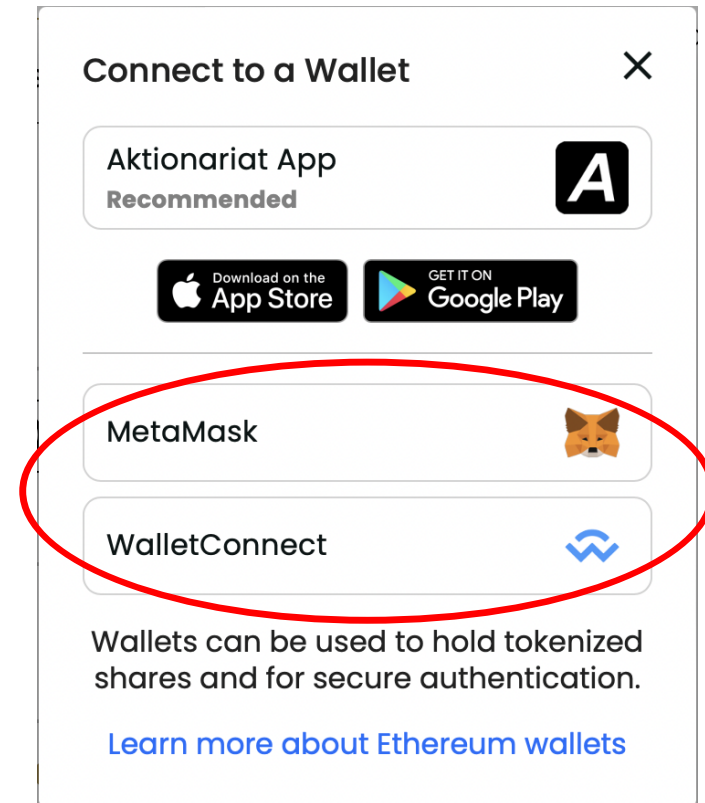 Connect to a Wallet
Aktionariat App
Recommended
A
Download on the
App Store
GET IT ON
Google Play
MetaMask
WalletConnect
Wallets can be used to hold tokenized
shares and for secure authentication.
Learn more about Ethereum wallets